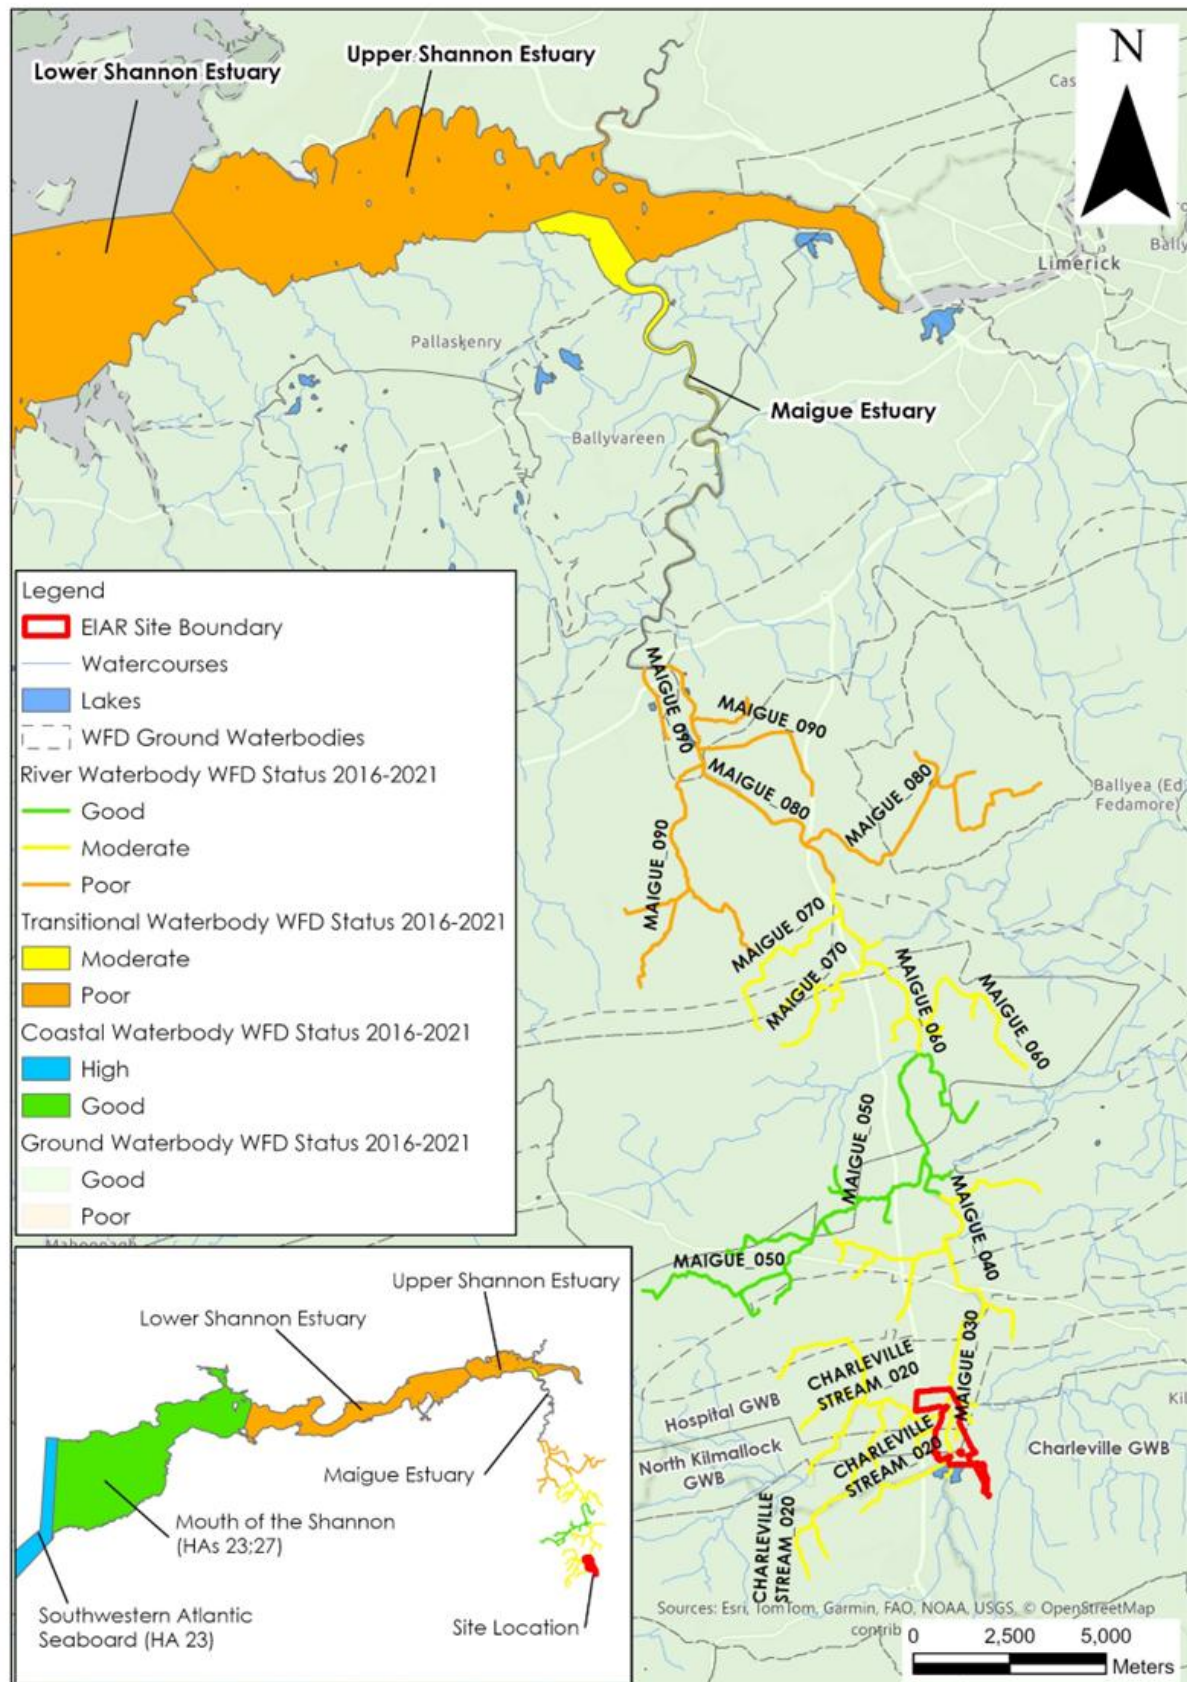 N
Lower Shannon Estuary
Upper Shannon Estuary
Cas
Limerick
Bally
Pallaskenry
Maigue Estuary
Ballyvareen
Legend
EIAR Site Boundary
Watercourses
Lakes
WFD Ground Waterbodies
River Waterbody WFD Status 2016-2021
Good
Moderate
Poor
Transitional Waterbody WFD Status 2016-2021
Moderate
Poor
Coastal Waterbody WFD Status 2016-2021
High
Good
Ground Waterbody WFD Status 2016-2021
Good
Poor
MAIGUE_090
MAIGUE_090
MAIGUE_080
MAIGUE_080
MAIGUE_090
Ballyea (Ed
Fedamore)
MAIGUE_070
MAIGUE_070
MAIGUE_060
MAIGUE_060
MAIGUE_050
MAIGUE_040
MAIGUE_050
MAIGUE_030
CHARLEVILLE
STREAM_020
Hospital GWB
Kil
North Kilmallock
GWB
CHARLEVILLE
STREAM_020
Charleville GWB
CHARLEVILLE
STREAM_020
Upper Shannon Estuary
Lower Shannon Estuary
Maigue Estuary
Mouth of the Shannon
(HAs 23;27)
Southwestern Atlantic
Seaboard (HA 23)
Site Location
Sources: Esri, TomTom, Garmin, FAO, NOAA, USGS, © OpenStreetMap
contrib
0 2,500 5,000
Meters